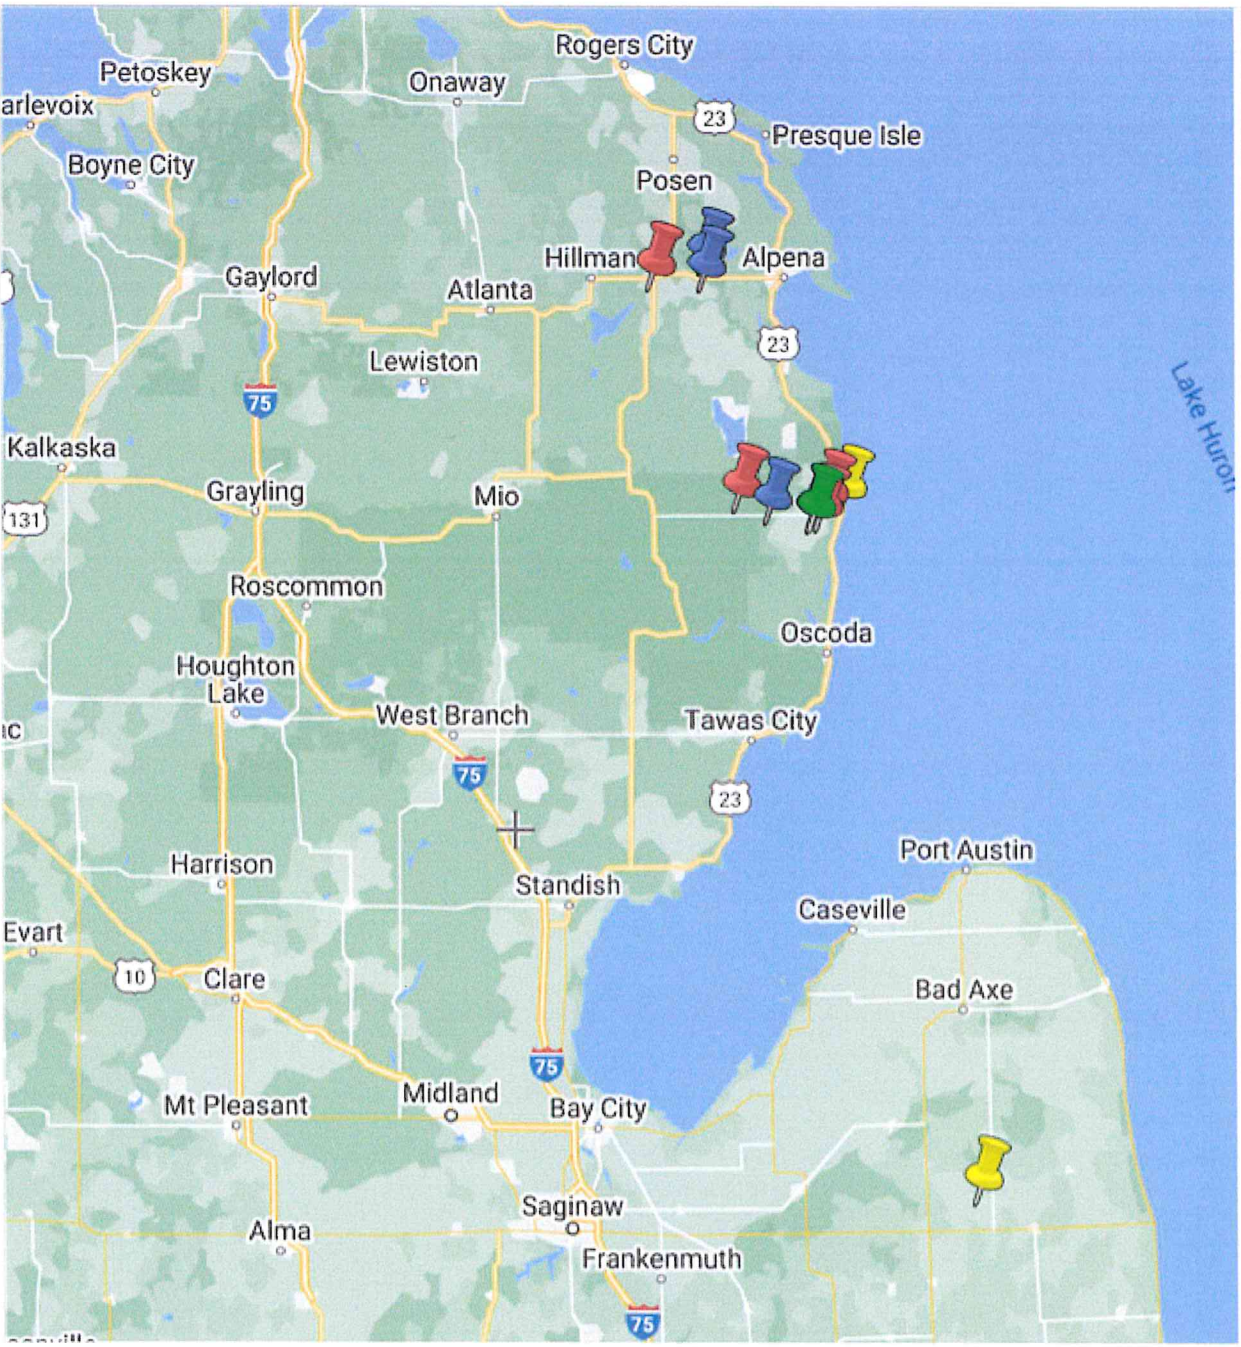 Rogers City
Petoskey
Onaway
arlevoix
23
Presque Isle
Boyne City
Posen
Hillman
Alpena
Gaylord
Atlanta
23
Lewiston
75
Lake Huron
Kalkaska
Grayling
Mio
131
Roscommon
Oscoda
Houghton
Lake
West Branch
Tawas City
ac
75
23
Port Austin
Harrison
Standish
Caseville
Evart
10
Clare
Bad Axe
75
Midland
Mt Pleasant
Bay City
Saginaw
Alma
Frankenmuth
75